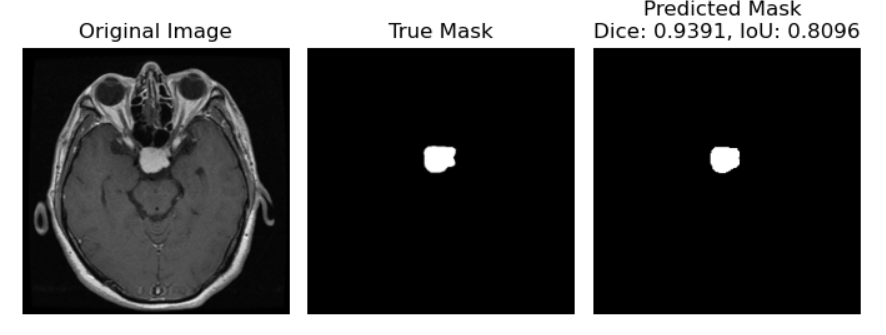 Original Image
True Mask
Predicted Mask
Dice: 0.9391, IoU: 0.8096